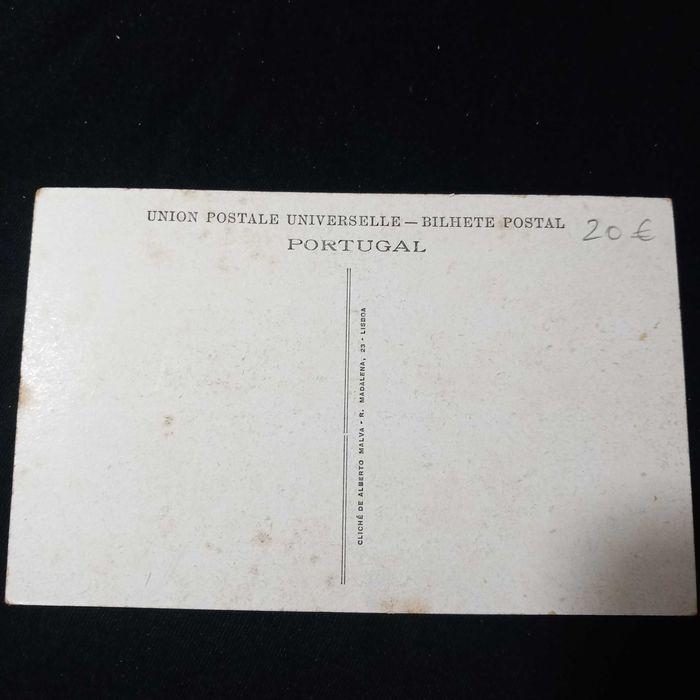 UNION POSTALE UNIVERSELLE — BILHETE POSTAL
PORTUGAL
20 €
CLICHÉ DE ALBERTO MALVA - R. MADALENA, 23 - LISBOA